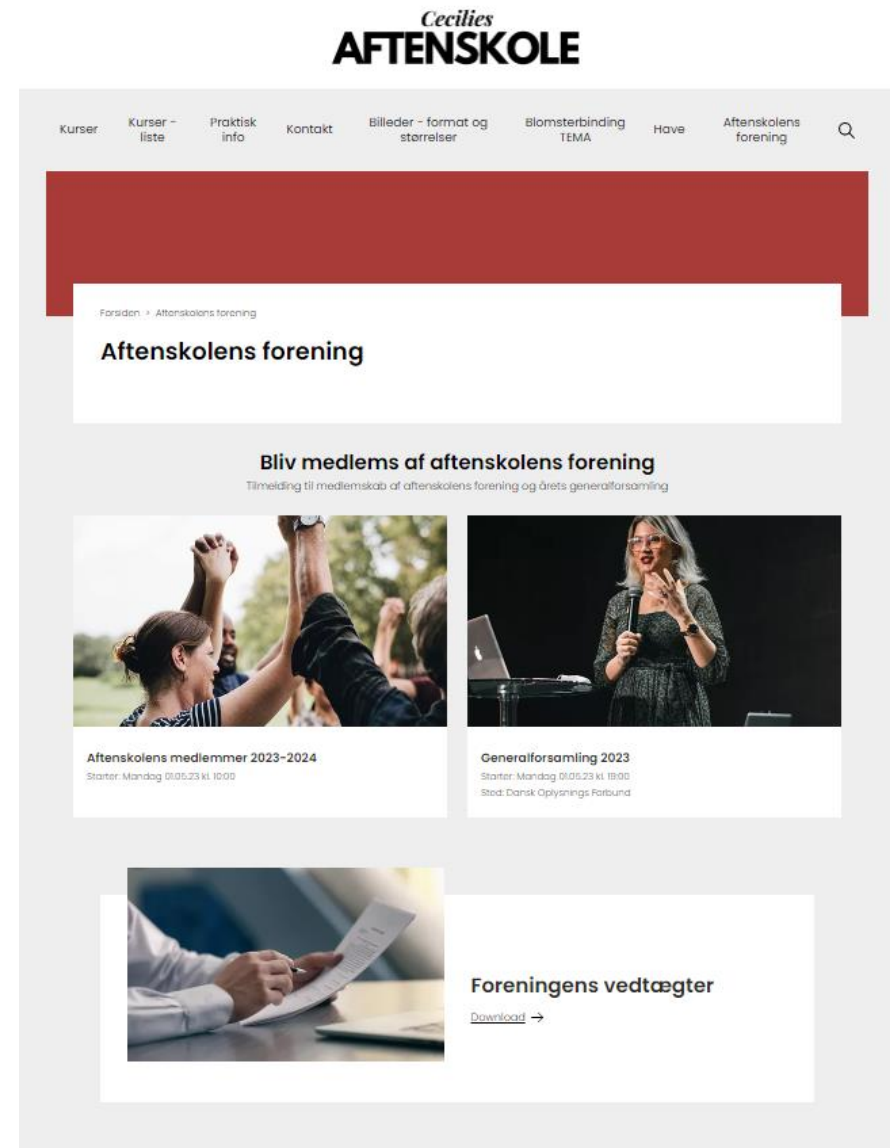 Cecilies
AFTENSKOLE
Kurser
Kurser -
liste
Praktisk
info
Kontakt
Billeder - format og
størrelser
Blomsterbinding
TEMA
Have
Aftenskolens
forening
Forsiden > Aftenskolens forening
Aftenskolens forening
Bliv medlems af aftenskolens forening
Tilmelding til medlemskab af aftenskolens forening og årets generalforsamling
Aftenskolens medlemmer 2023-2024
Starter: Mandag 01.05.23 kl. 10:00
Generalforsamling 2023
Starter: Mandag 01.05.23 kl. 19:00
Sted: Dansk Oplysnings Forbund
Foreningens vedtægter
Download →